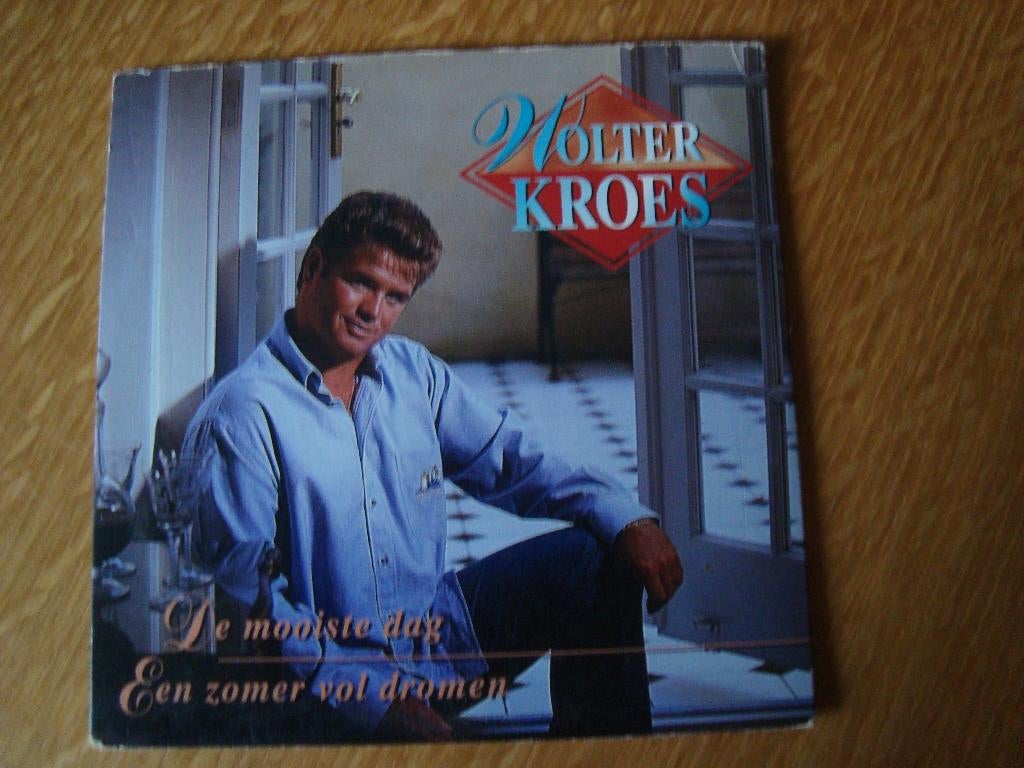 WOLTER
KROES
De mooiste dag
Een zomer vol dromen